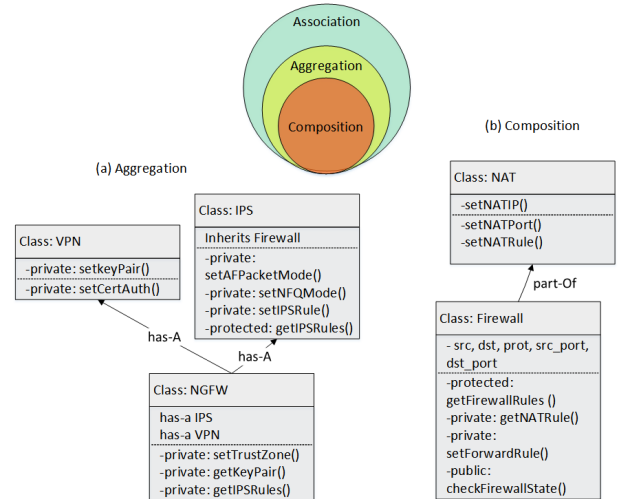 Association
Aggregation
Composition
(a) Aggregation
(b) Composition
Class: VPN
-private: setkeyPair()
-private: setCertAuth()
Class: IPS
Inherits Firewall
-private:
setAFPacketMode()
-private: setNFQMode()
-private: setIPSRule()
-protected: getIPSRules()
has-A
has-A
Class: NGFW
has-a IPS
has-a VPN
-private: setTrustZone()
-private: getKeyPair()
-private: getIPSRules()
Class: NAT
-setNATIP()
-setNATPort()
-setNATRule()
part-Of
Class: Firewall
- src, dst, prot, src_port,
dst_port
-protected:
getFirewallRules ()
-private: getNATRule()
-private:
setForwardRule()
-public:
checkFirewallState()